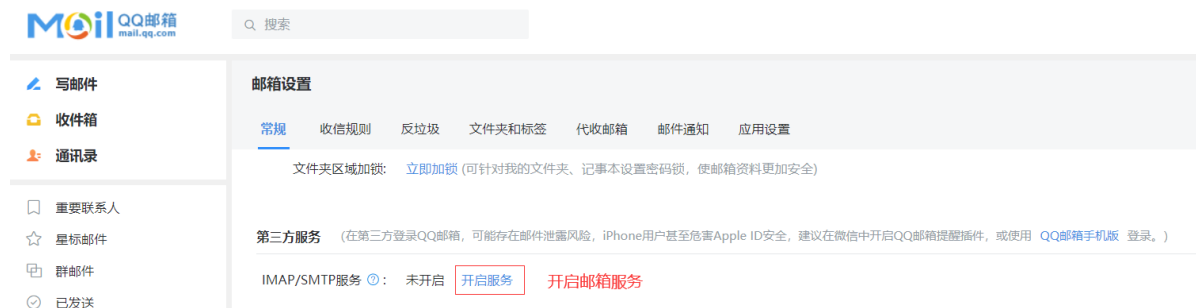 Mail QQ邮箱
mail.qq.com
搜索
写邮件
收件箱
通讯录
重要联系人
星标邮件
群邮件
已发送
邮箱设置
常规 收信规则 反垃圾 文件夹和标签 代收邮箱 邮件通知 应用设置
文件夹区域加锁: 立即加锁 (可针对我的文件夹、记事本设置密码锁，使邮箱资料更加安全)
第三方服务 (在第三方登录QQ邮箱，可能存在邮件泄露风险，iPhone用户甚至危害Apple ID安全，建议在微信中开启QQ邮箱提醒插件，或使用 QQ邮箱手机版 登录。)
IMAP/SMTP服务 ?: 未开启 开启服务 开启邮箱服务